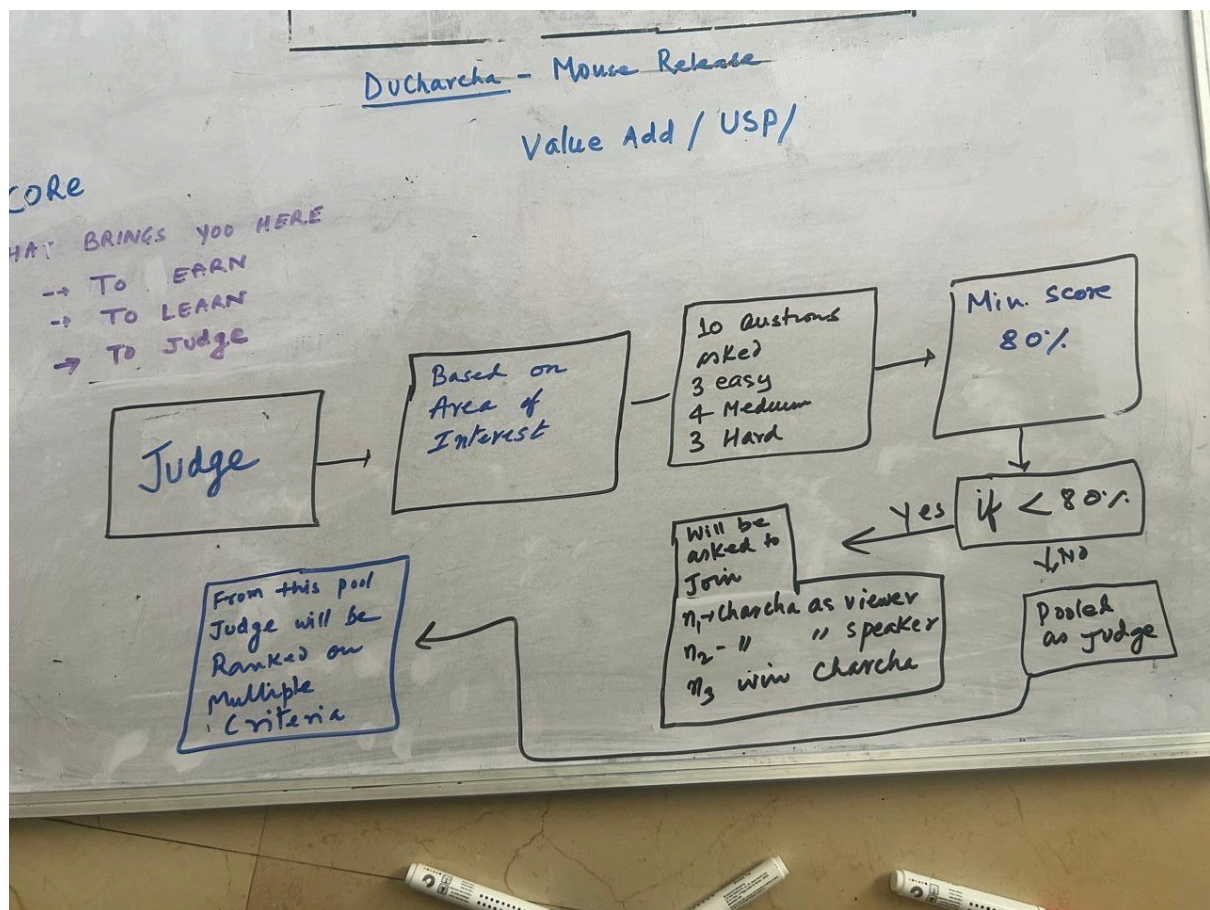 DuCharcha - Mouse Release
Value Add / USP/
CORE
HAT BRINGS YOU HERE
→ TO EARN
→ TO LEARN
→ TO Judge
Judge
Based on
Area of
Interest
10 Qustions
asked
3 easy
4 Medium
3 Hard
Min. Score
80%
if < 80%
Yes
NO
Will be
asked to
Join
n₁→ Charcha as viewer
n₂ - " " speaker
n₃ win Charcha
Pooled
as Judge
From this pool
Judge will be
Ranked on
Multiple
Criteria